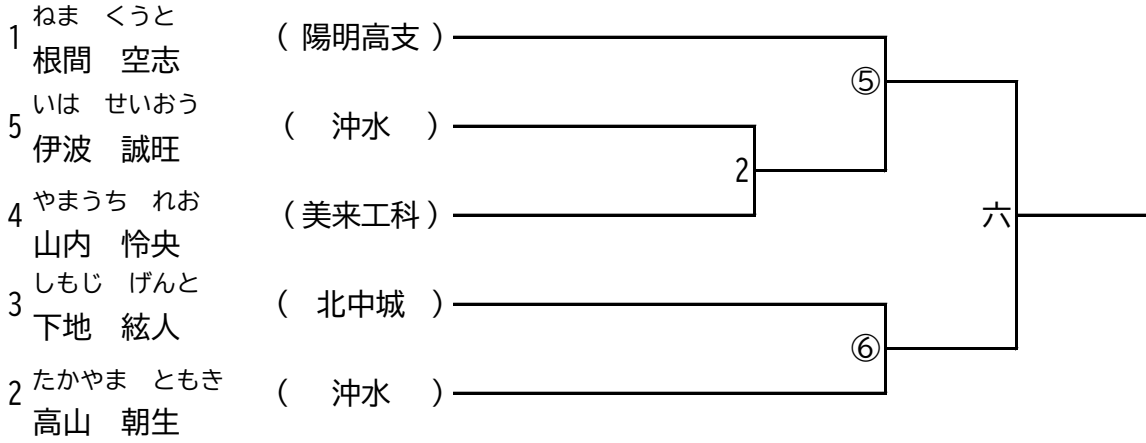 ねま　くうと
1 根間　空志 （ 陽明高支 ）
⑤
いは　せいおう
5 伊波　誠旺 （　沖水　）
2
やまうち　れお
4 山内　怜央 （ 美来工科 ）
六
しもじ　げんと
3 下地　絃人 （　北中城　）
⑥
たかやま　ともき
2 高山　朝生 （　沖水　）